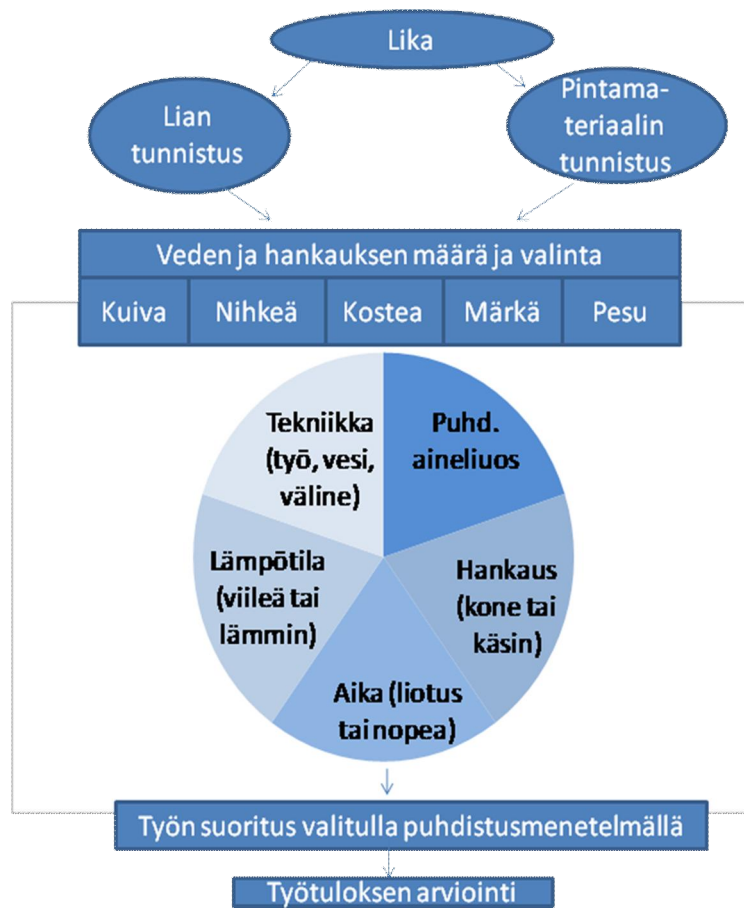 Lika
Lian
tunnistus
Pintama-
teriaalin
tunnistus
Veden ja hankauksen määrä ja valinta
Kuiva
Nihkeä
Kostea
Märkä
Pesu
Tekniikka
(työ, vesi,
väline)
Puhd.
aineliuos
Lämpötila
(viileä tai
lämmin)
Hankaus
(kone tai
käsin)
Aika (liotus
tai nopea)
Työn suoritus valitulla puhdistusmenetelmällä
Työtuloksen arviointi